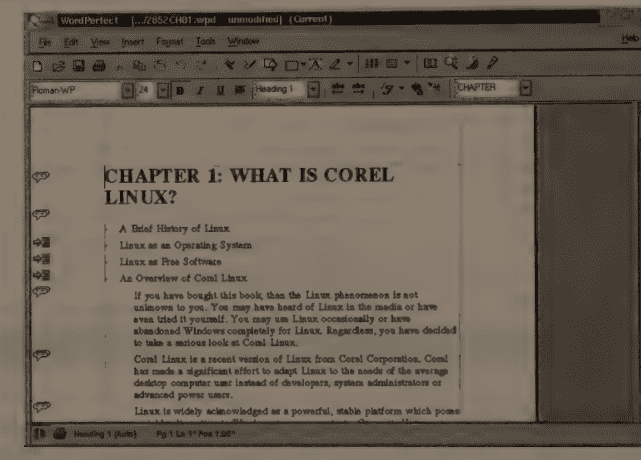 WordPerfect [.../2852CH01.wpd unmodified] (Current)
File Edit View Insert Format Tools Window Help
Roman-WP 24 B I U Heading 1 abc abc CHAPTER
CHAPTER 1: WHAT IS COREL
LINUX?
A Brief History of Linux
Linux as an Operating System
Linux as Free Software
An Overview of Corel Linux
If you have bought this book, then the Linux phenomenon is not
unknown to you. You may have heard of Linux in the media or have
even tried it yourself. You may use Linux occasionally or have
abandoned Windows completely for Linux. Regardless, you have decided
to take a serious look at Corel Linux.
Corel Linux is a recent version of Linux from Corel Corporation. Corel
has made a significant effort to adapt Linux to the needs of the average
desktop computer user instead of developers, system administrators or
advanced power users.
Linux is widely acknowledged as a powerful, stable platform which poses
Heading 1 (Auto) Pg 1 Ln 1" Pos 1.95"